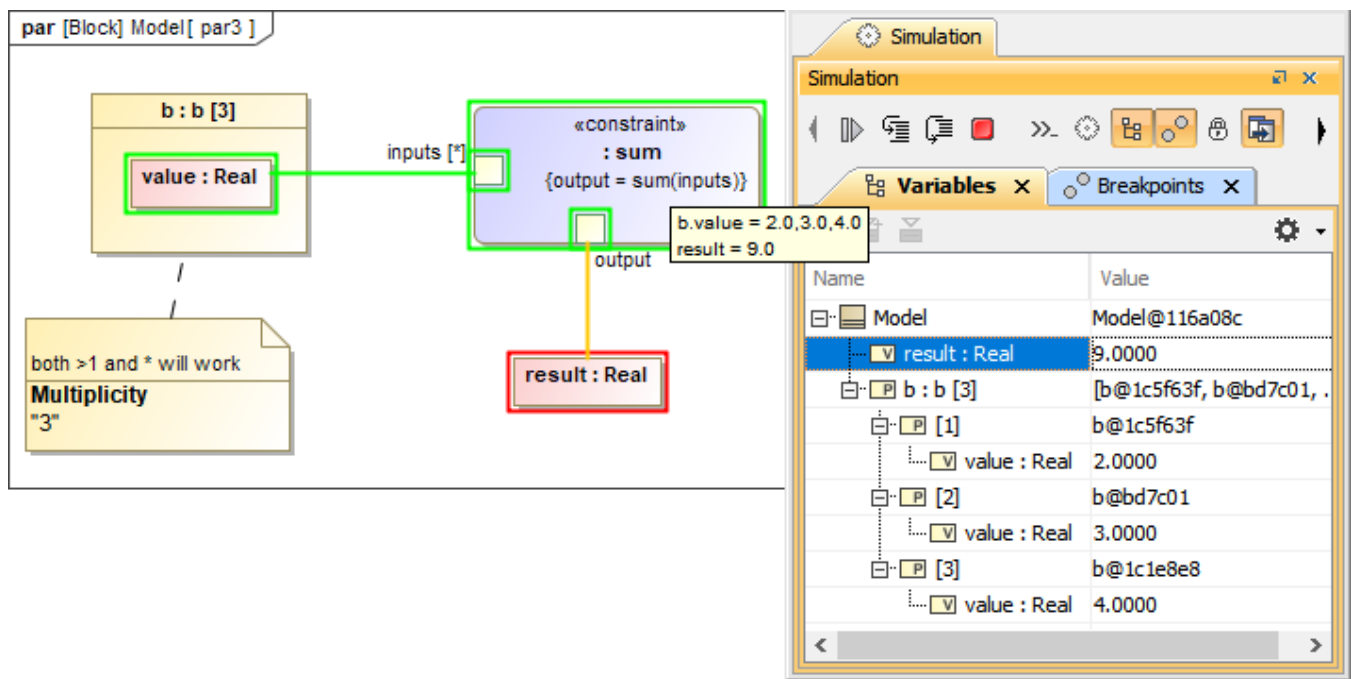 par [Block] Model[ par3 ]
b : b [3]
value : Real
inputs [*]
«constraint»
: sum
{output = sum(inputs)}
b.value = 2.0,3.0,4.0
result = 9.0
output
result : Real
both >1 and * will work
Multiplicity
"3"
Simulation
Simulation
Variables
Breakpoints
Name Value
Model Model@116a08c
result : Real 9.0000
b : b [3] [b@1c5f63f, b@bd7c01, .
[1] b@1c5f63f
value : Real 2.0000
[2] b@bd7c01
value : Real 3.0000
[3] b@1c1e8e8
value : Real 4.0000